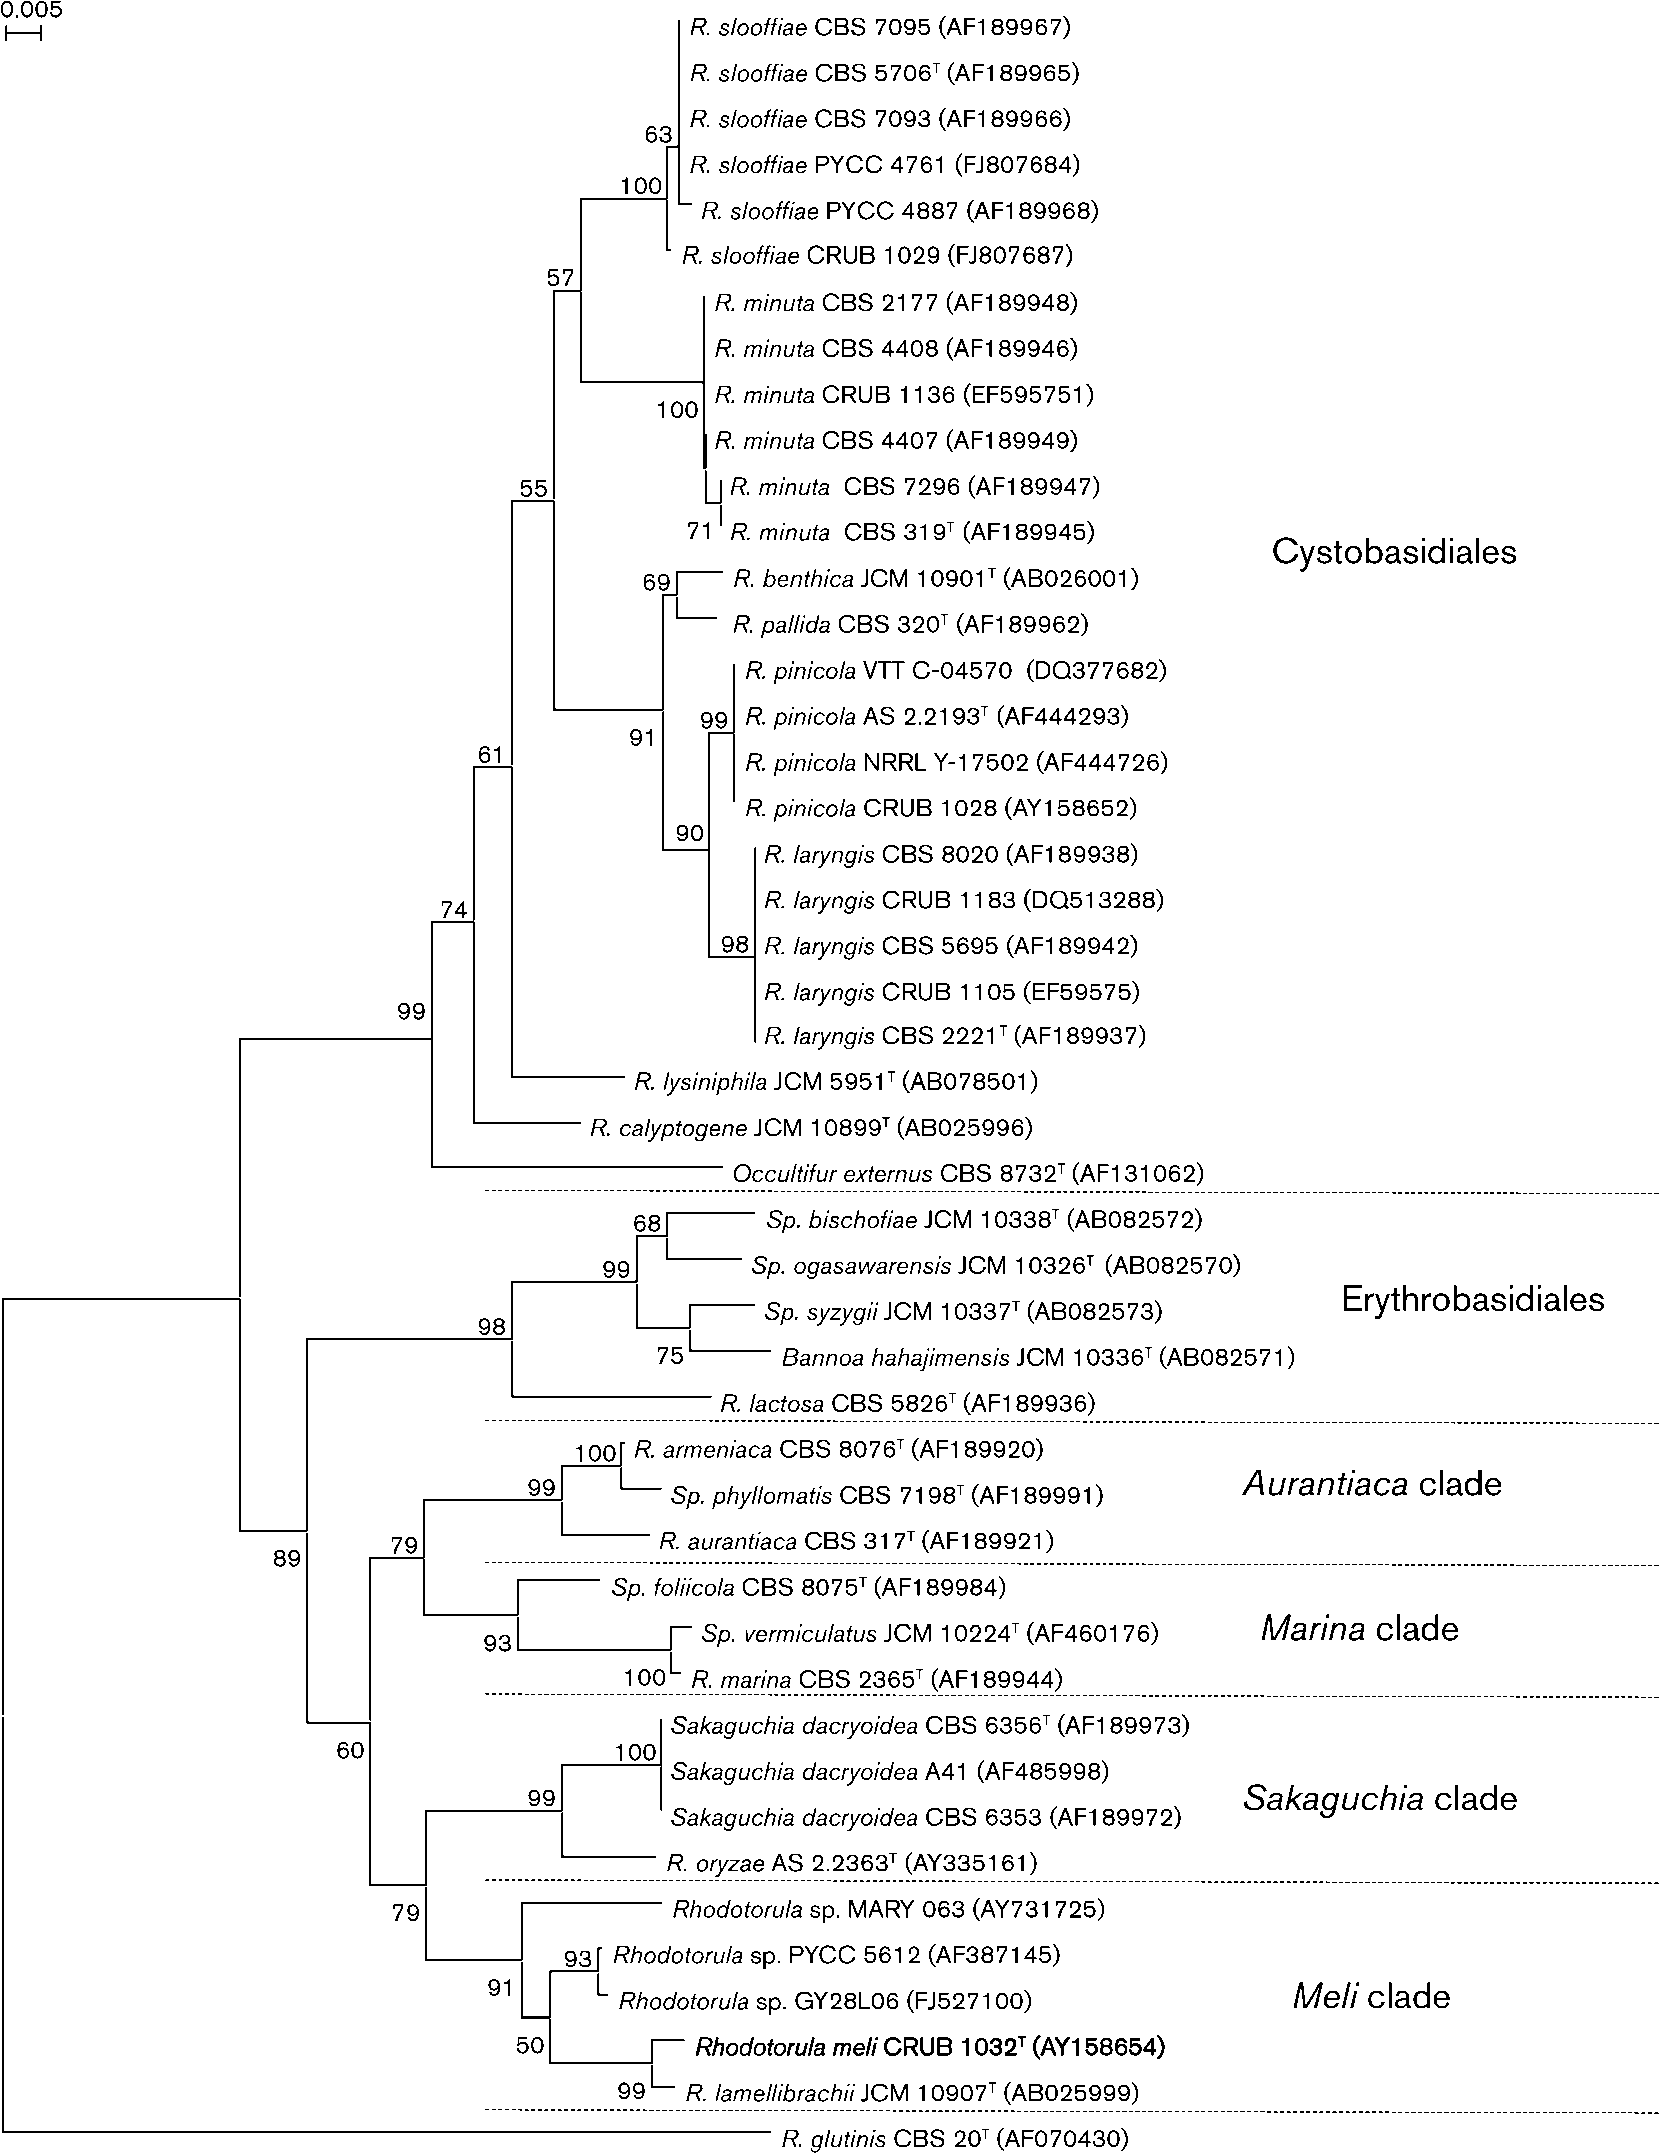 0.005
R. slooffiae CBS 7095 (AF189967)
R. slooffiae CBS 5706ᵀ (AF189965)
R. slooffiae CBS 7093 (AF189966)
63
R. slooffiae PYCC 4761 (FJ807684)
100
R. slooffiae PYCC 4887 (AF189968)
R. slooffiae CRUB 1029 (FJ807687)
57
R. minuta CBS 2177 (AF189948)
R. minuta CBS 4408 (AF189946)
R. minuta CRUB 1136 (EF595751)
100
R. minuta CBS 4407 (AF189949)
55
R. minuta CBS 7296 (AF189947)
71
R. minuta CBS 319ᵀ (AF189945)
Cystobasidiales
69
R. benthica JCM 10901ᵀ (AB026001)
R. pallida CBS 320ᵀ (AF189962)
R. pinicola VTT C-04570 (DQ377682)
99
R. pinicola AS 2.2193ᵀ (AF444293)
91
61
R. pinicola NRRL Y-17502 (AF444726)
R. pinicola CRUB 1028 (AY158652)
90
R. laryngis CBS 8020 (AF189938)
R. laryngis CRUB 1183 (DQ513288)
74
98
R. laryngis CBS 5695 (AF189942)
R. laryngis CRUB 1105 (EF59575)
99
R. laryngis CBS 2221ᵀ (AF189937)
R. lysiniphila JCM 5951ᵀ (AB078501)
R. calyptogene JCM 10899ᵀ (AB025996)
Occultifur externus CBS 8732ᵀ (AF131062)
68
Sp. bischofiae JCM 10338ᵀ (AB082572)
99
Sp. ogasawarensis JCM 10326ᵀ (AB082570)
Erythrobasidiales
98
Sp. syzygii JCM 10337ᵀ (AB082573)
75
Bannoa hahajimensis JCM 10336ᵀ (AB082571)
R. lactosa CBS 5826ᵀ (AF189936)
100
R. armeniaca CBS 8076ᵀ (AF189920)
99
Sp. phyllomatis CBS 7198ᵀ (AF189991)
Aurantiaca clade
79
R. aurantiaca CBS 317ᵀ (AF189921)
89
Sp. foliicola CBS 8075ᵀ (AF189984)
93
Sp. vermiculatus JCM 10224ᵀ (AF460176)
Marina clade
100
R. marina CBS 2365ᵀ (AF189944)
Sakaguchia dacryoidea CBS 6356ᵀ (AF189973)
60
100
Sakaguchia dacryoidea A41 (AF485998)
99
Sakaguchia clade
Sakaguchia dacryoidea CBS 6353 (AF189972)
R. oryzae AS 2.2363ᵀ (AY335161)
79
Rhodotorula sp. MARY 063 (AY731725)
93
Rhodotorula sp. PYCC 5612 (AF387145)
91
Rhodotorula sp. GY28L06 (FJ527100)
Meli clade
50
Rhodotorula meli CRUB 1032ᵀ (AY158654)
99
R. lamellibrachii JCM 10907ᵀ (AB025999)
R. glutinis CBS 20ᵀ (AF070430)